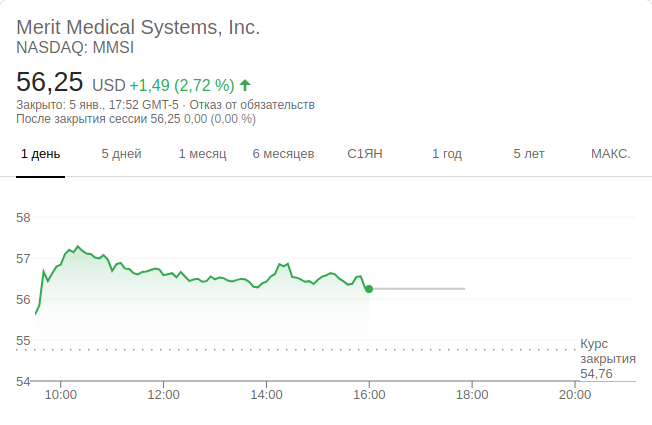 Merit Medical Systems, Inc.
NASDAQ: MMSI
56,25 USD +1,49 (2,72 %)
Закрыто: 5 янв., 17:52 GMT-5 · Отказ от обязательств
После закрытия сессии 56,25 0,00 (0,00 %)
1 день 5 дней 1 месяц 6 месяцев С1ЯН 1 год 5 лет МАКС.
58
57
56
55
Курс
закрытия
54,76
54
10:00 12:00 14:00 16:00 18:00 20:00